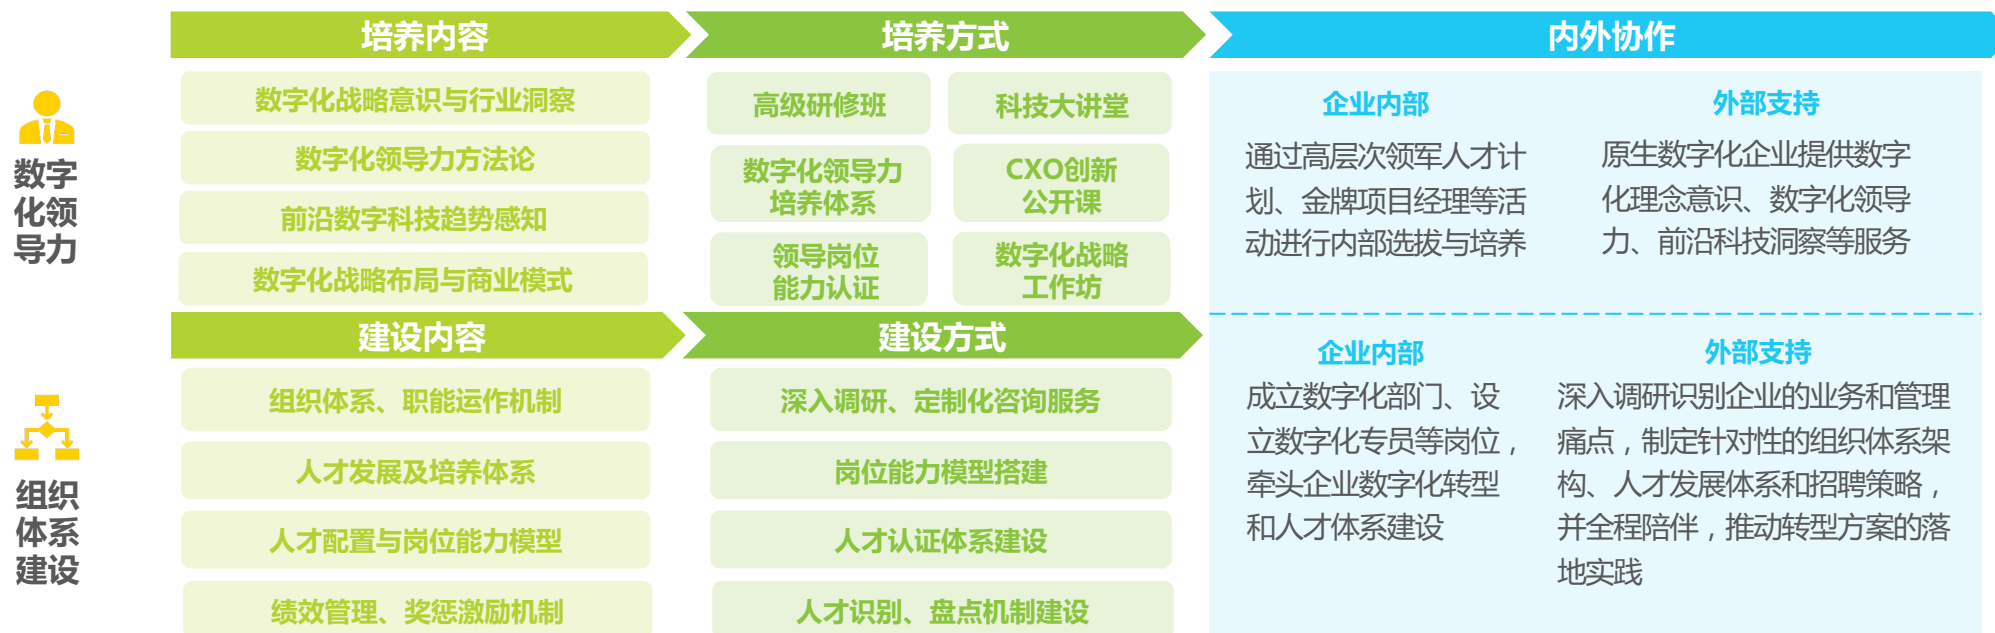 培养内容
培养方式
内外协作
数字
化领
导力
数字化战略意识与行业洞察
数字化领导力方法论
前沿数字科技趋势感知
数字化战略布局与商业模式
高级研修班
科技大讲堂
数字化领导力
培养体系
CXO创新
公开课
领导岗位
能力认证
数字化战略
工作坊
企业内部
通过高层次领军人才计
划、金牌项目经理等活
动进行内部选拔与培养
外部支持
原生数字化企业提供数字
化理念意识、数字化领导
力、前沿科技洞察等服务
建设内容
建设方式
组织
体系
建设
组织体系、职能运作机制
人才发展及培养体系
人才配置与岗位能力模型
绩效管理、奖惩激励机制
深入调研、定制化咨询服务
岗位能力模型搭建
人才认证体系建设
人才识别、盘点机制建设
企业内部
成立数字化部门、设
立数字化专员等岗位，
牵头企业数字化转型
和人才体系建设
外部支持
深入调研识别企业的业务和管理
痛点，制定针对性的组织体系架
构、人才发展体系和招聘策略，
并全程陪伴，推动转型方案的落
地实践